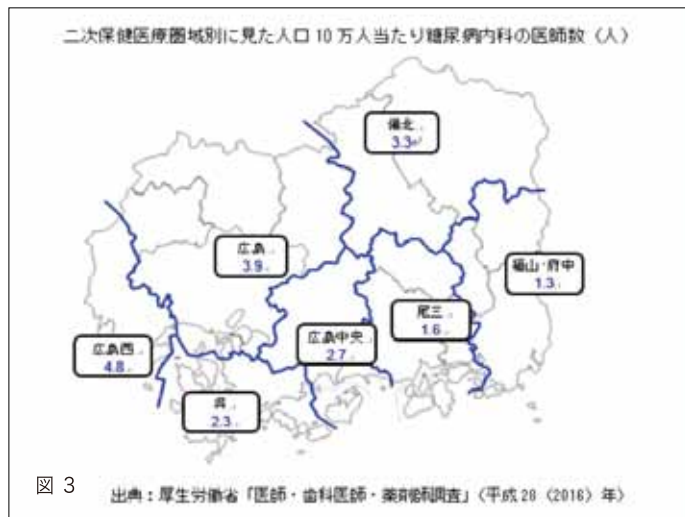 二次保健医療圏域別に見た人口10万人当たり糖尿病内科の医師数（人）
備北
3.3
広島
3.9
福山・府中
1.3
尾三
1.6
広島中央
2.7
広島西
4.8
呉
2.3
図 3
出典：厚生労働省「医師・歯科医師・薬剤師調査」（平成28（2016）年）